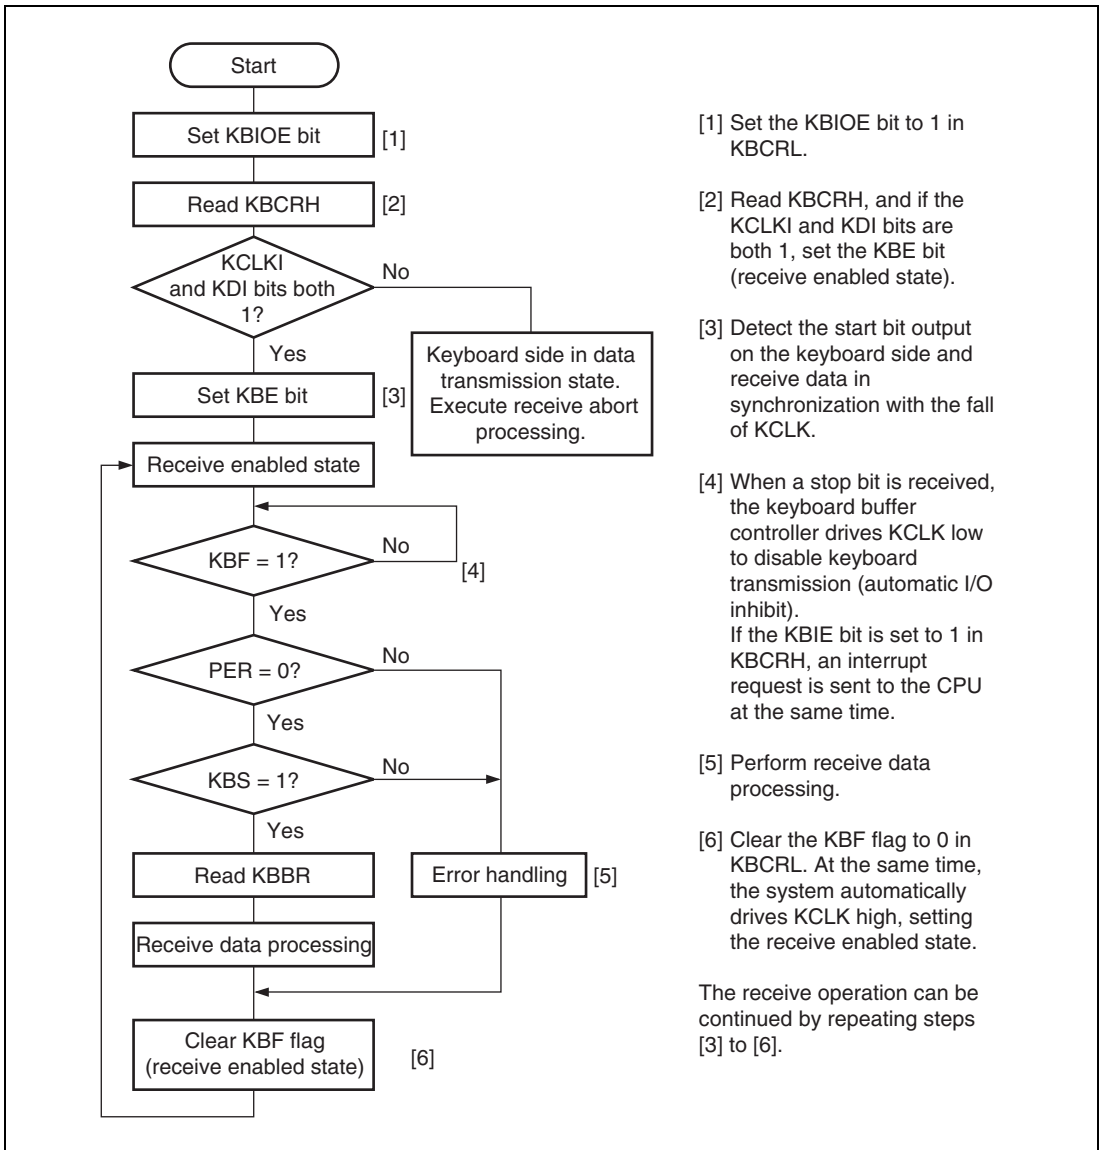 Start
Set KBIOE bit
[1]
Read KBCRH
[2]
KCLKI
and KDI bits both
1?
No
Yes
Keyboard side in data
transmission state.
Execute receive abort
processing.
Set KBE bit
[3]
Receive enabled state
KBF = 1?
No
[4]
Yes
PER = 0?
No
Yes
KBS = 1?
No
Yes
Read KBBR
Error handling
[5]
Receive data processing
Clear KBF flag
(receive enabled state)
[6]
[1] Set the KBIOE bit to 1 in
KBCRL.
[2] Read KBCRH, and if the
KCLKI and KDI bits are
both 1, set the KBE bit
(receive enabled state).
[3] Detect the start bit output
on the keyboard side and
receive data in
synchronization with the fall
of KCLK.
[4] When a stop bit is received,
the keyboard buffer
controller drives KCLK low
to disable keyboard
transmission (automatic I/O
inhibit).
If the KBIE bit is set to 1 in
KBCRH, an interrupt
request is sent to the CPU
at the same time.
[5] Perform receive data
processing.
[6] Clear the KBF flag to 0 in
KBCRL. At the same time,
the system automatically
drives KCLK high, setting
the receive enabled state.
The receive operation can be
continued by repeating steps
[3] to [6].